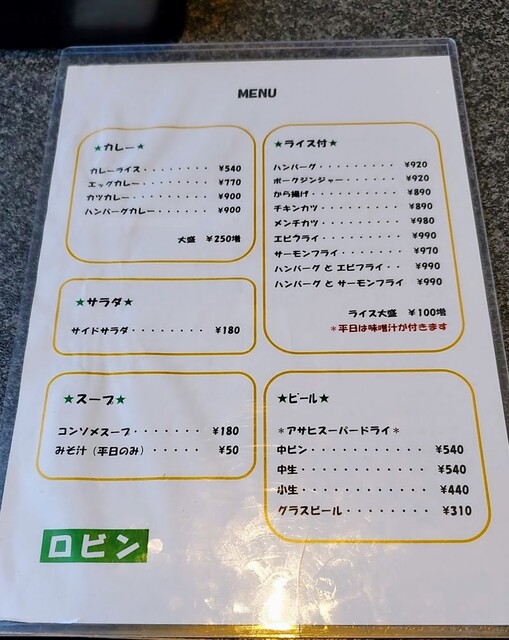 MENU
★カレー★
カレーライス・・・・・・・・ ¥540
エッグカレー・・・・・・・・ ¥770
カツカレー・・・・・・・・・ ¥900
ハンバーグカレー・・・・・・ ¥900
大盛 ¥250増
★サラダ★
サイドサラダ・・・・・・・・ ¥180
★スープ★
コンソメスープ・・・・・・・ ¥180
みそ汁（平日のみ）・・・・・ ¥50
★ライス付★
ハンバーグ・・・・・・・・・ ¥920
ポークジンジャー・・・・・・ ¥920
から揚げ・・・・・・・・・・ ¥890
チキンカツ・・・・・・・・・ ¥890
メンチカツ・・・・・・・・・ ¥980
エビフライ・・・・・・・・・ ¥990
サーモンフライ・・・・・・・ ¥970
ハンバーグ と エビフライ・・ ¥990
ハンバーグ と サーモンフライ ¥990
ライス大盛 ¥100増
＊平日は味噌汁が付きます
★ビール★
＊アサヒスーパードライ＊
中ビン・・・・・・・・・・・ ¥540
中生・・・・・・・・・・・・ ¥540
小生・・・・・・・・・・・・ ¥440
グラスビール・・・・・・・・ ¥310
ロビン